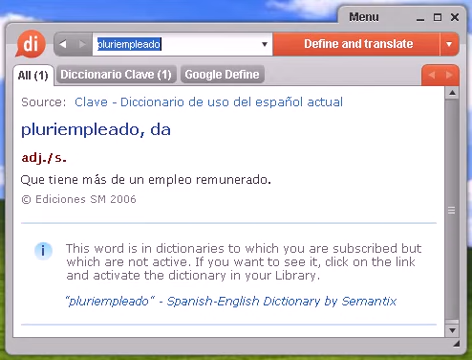 Menu
di
pluriempleado
Define and translate
All (1)
Diccionario Clave (1)
Google Define
Source: Clave - Diccionario de uso del español actual
pluriempleado, da
adj./s.
Que tiene más de un empleo remunerado.
© Ediciones SM 2006
i
This word is in dictionaries to which you are subscribed but
which are not active. If you want to see it, click on the link
and activate the dictionary in your Library.
"pluriempleado" - Spanish-English Dictionary by Semantix